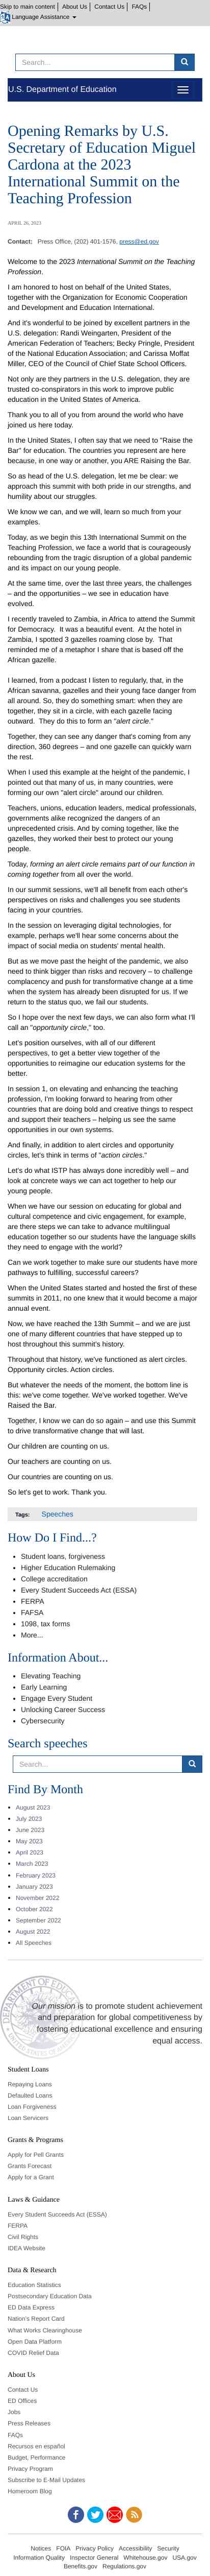 Skip to main content | About Us | Contact Us | FAQs |
Language Assistance
Search...
U.S. Department of Education
Opening Remarks by U.S.
Secretary of Education Miguel
Cardona at the 2023
International Summit on the
Teaching Profession
APRIL 26, 2023
Contact: Press Office, (202) 401-1576, press@ed.gov
Welcome to the 2023 International Summit on the Teaching
Profession.
I am honored to host on behalf of the United States,
together with the Organization for Economic Cooperation
and Development and Education International.
And it's wonderful to be joined by excellent partners in the
U.S. delegation: Randi Weingarten, President of the
American Federation of Teachers; Becky Pringle, President
of the National Education Association; and Carissa Moffat
Miller, CEO of the Council of Chief State School Officers.
Not only are they partners in the U.S. delegation, they are
trusted co-conspirators in this work to improve public
education in the United States of America.
Thank you to all of you from around the world who have
joined us here today.
In the United States, I often say that we need to "Raise the
Bar" for education. The countries you represent are here
because, in one way or another, you ARE Raising the Bar.
So as head of the U.S. delegation, let me be clear: we
approach this summit with both pride in our strengths, and
humility about our struggles.
We know we can, and we will, learn so much from your
examples.
Today, as we begin this 13th International Summit on the
Teaching Profession, we face a world that is courageously
rebounding from the challenges of a global pandemic and
its impact on our young people.
At the same time, over the last three years, the challenges
– and the opportunities – we see in education have
evolved.
I recently traveled to Zambia, in Africa to attend the Summit
for Democracy. It was a beautiful event. At the hotel in
Zambia, I spotted 3 gazelles roaming close by. That
reminded me of a metaphor I share that is based off the
African gazelle.
I learned, from a podcast I listen to regularly, that, in the
African savanna, gazelles and their young face danger from
all around. So, they do something smart: when they are
together, they sit in a circle, with each gazelle facing
outward. They do this to form an "alert circle."
Together, they can see any danger that's coming from any
direction, 360 degrees – and one gazelle can quickly warn
the rest.
When I used this example at the height of the pandemic, I
pointed out that many of us, in many countries, were
forming our own "alert circle" around our children.
Teachers, unions, education leaders, medical professionals,
governments alike recognized the dangers of an
unprecedented crisis. And by coming together, like the
gazelles, they worked their best to protect our young
people.
Today, forming an alert circle remains part of our function in
coming together from all over the world.
In our summit sessions, we'll all benefit from each other's
perspectives on risks and challenges you see students
facing in your countries.
In the session on leveraging digital technologies, for
example, perhaps we'll hear some concerns about the
impact of social media on students' mental health.
But as we move past the height of the pandemic, we also
need to think bigger than risks and recovery – to challenge
complacency and push for transformative change at a time
when the system has already been disrupted for us. If we
return to the status quo, we fail our students.
So I hope over the next few days, we can also form what I'll
call an "opportunity circle," too.
Let's position ourselves, with all of our different
perspectives, to get a better view together of the
opportunities to reimagine our education systems for the
better.
In session 1, on elevating and enhancing the teaching
profession, I'm looking forward to hearing from other
countries that are doing bold and creative things to respect
and support their teachers – helping us see the same
opportunities in our own systems.
And finally, in addition to alert circles and opportunity
circles, let's think in terms of "action circles."
Let's do what ISTP has always done incredibly well – and
look at concrete ways we can act together to help our
young people.
When we have our session on educating for global and
cultural competence and civic engagement, for example,
are there steps we can take to advance multilingual
education together so our students have the language skills
they need to engage with the world?
Can we work together to make sure our students have more
pathways to fulfilling, successful careers?
When the United States started and hosted the first of these
summits in 2011, no one knew that it would become a major
annual event.
Now, we have reached the 13th Summit – and we are just
one of many different countries that have stepped up to
host throughout this summit's history.
Throughout that history, we've functioned as alert circles.
Opportunity circles. Action circles.
But whatever the needs of the moment, the bottom line is
this: we've come together. We've worked together. We've
Raised the Bar.
Together, I know we can do so again – and use this Summit
to drive transformative change that will last.
Our children are counting on us.
Our teachers are counting on us.
Our countries are counting on us.
So let's get to work. Thank you.
Tags: Speeches
How Do I Find...?
Student loans, forgiveness
Higher Education Rulemaking
College accreditation
Every Student Succeeds Act (ESSA)
FERPA
FAFSA
1098, tax forms
More...
Information About...
Elevating Teaching
Early Learning
Engage Every Student
Unlocking Career Success
Cybersecurity
Search speeches
Search...
Find By Month
August 2023
July 2023
June 2023
May 2023
April 2023
March 2023
February 2023
January 2023
November 2022
October 2022
September 2022
August 2022
All Speeches
Our mission is to promote student achievement
and preparation for global competitiveness by
fostering educational excellence and ensuring
equal access.
Student Loans
Repaying Loans
Defaulted Loans
Loan Forgiveness
Loan Servicers
Grants & Programs
Apply for Pell Grants
Grants Forecast
Apply for a Grant
Laws & Guidance
Every Student Succeeds Act (ESSA)
FERPA
Civil Rights
IDEA Website
Data & Research
Education Statistics
Postsecondary Education Data
ED Data Express
Nation's Report Card
What Works Clearinghouse
Open Data Platform
COVID Relief Data
About Us
Contact Us
ED Offices
Jobs
Press Releases
FAQs
Recursos en español
Budget, Performance
Privacy Program
Subscribe to E-Mail Updates
Homeroom Blog
Notices FOIA Privacy Policy Accessibility Security
Information Quality Inspector General Whitehouse.gov USA.gov
Benefits.gov Regulations.gov